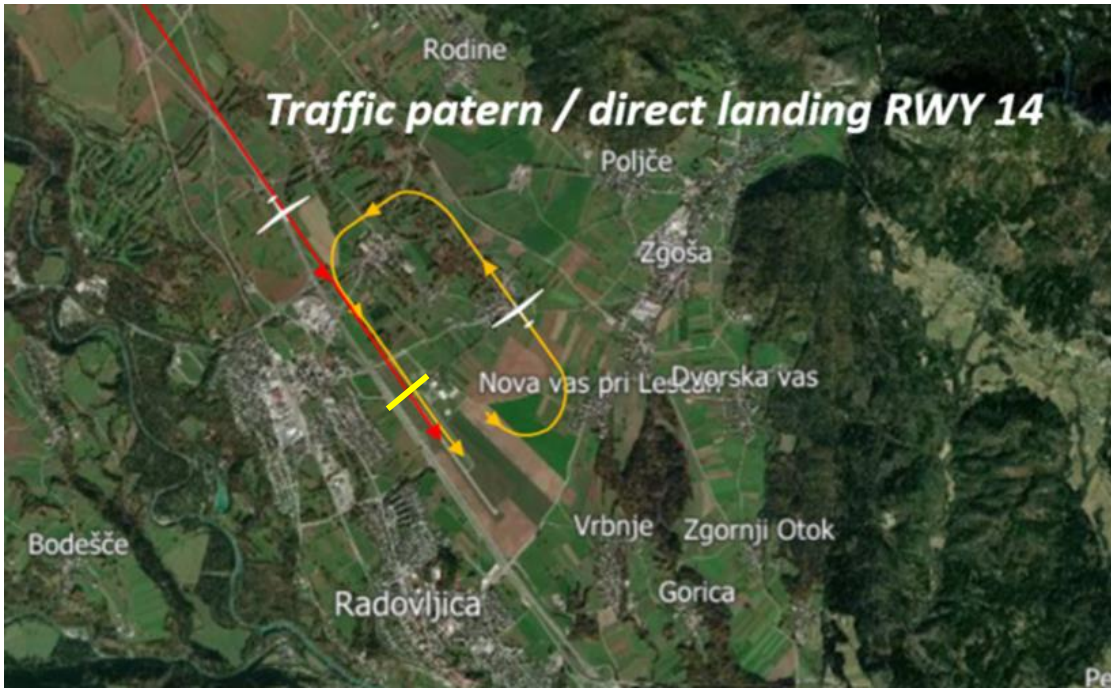 Rodine
Traffic patern / direct landing RWY 14
Poljče
Zgoša
Nova vas pri Lescah
Dvorska vas
Vrbnje
Zgornji Otok
Bodešče
Gorica
Radovljica